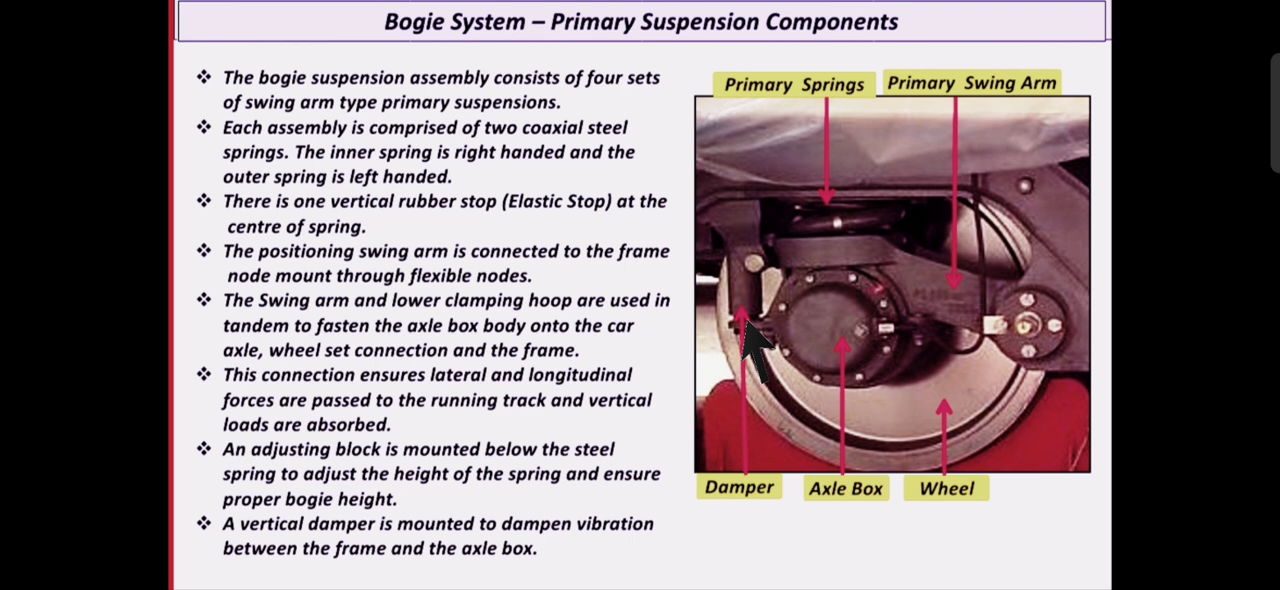 Bogie System – Primary Suspension Components
❖ The bogie suspension assembly consists of four sets
of swing arm type primary suspensions.
❖ Each assembly is comprised of two coaxial steel
springs. The inner spring is right handed and the
outer spring is left handed.
❖ There is one vertical rubber stop (Elastic Stop) at the
centre of spring.
❖ The positioning swing arm is connected to the frame
node mount through flexible nodes.
❖ The Swing arm and lower clamping hoop are used in
tandem to fasten the axle box body onto the car
axle, wheel set connection and the frame.
❖ This connection ensures lateral and longitudinal
forces are passed to the running track and vertical
loads are absorbed.
❖ An adjusting block is mounted below the steel
spring to adjust the height of the spring and ensure
proper bogie height.
❖ A vertical damper is mounted to dampen vibration
between the frame and the axle box.
Primary Springs
Primary Swing Arm
Damper
Axle Box
Wheel